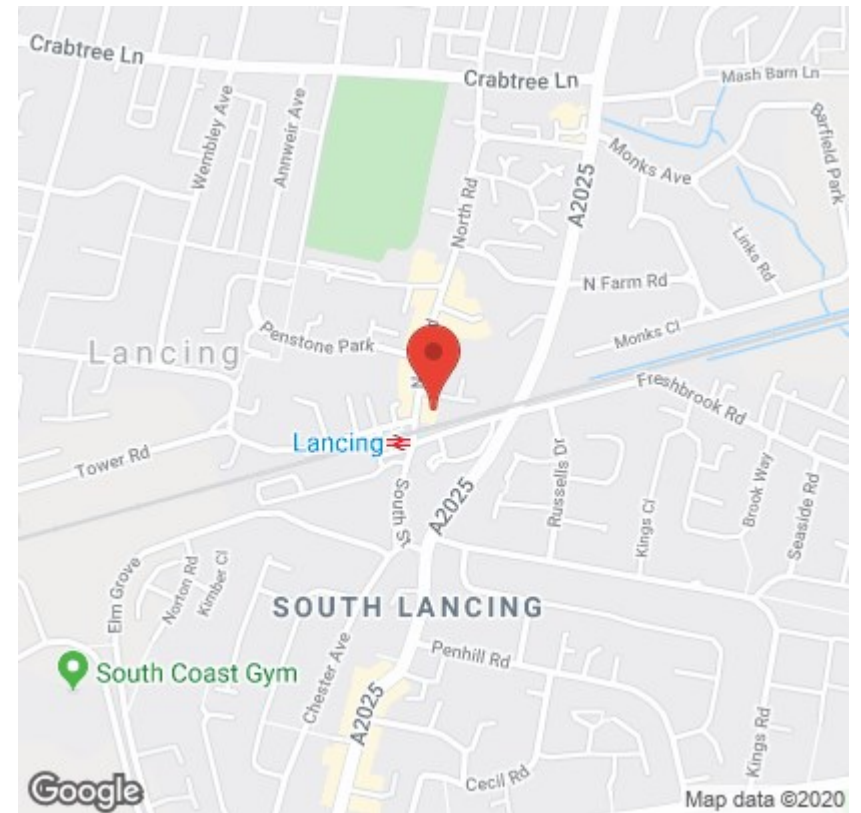 Crabtree Ln
Crabtree Ln
Mash Barn Ln
Wembley Ave
Annweir Ave
Monks Ave
Barfield Park
North Rd
A2025
Links Rd
N Farm Rd
Monks Cl
Penstone Park
Lancing
Freshbrook Rd
Lancing
Tower Rd
South St
A2025
Russells Dr
Kings Cl
Brook Way
Seaside Rd
Elm Grove
Norton Rd
Kimber Cl
SOUTH LANCING
Penhill Rd
South Coast Gym
Chester Ave
A2025
Cecil Rd
Kings Rd
Google
Map data ©2020